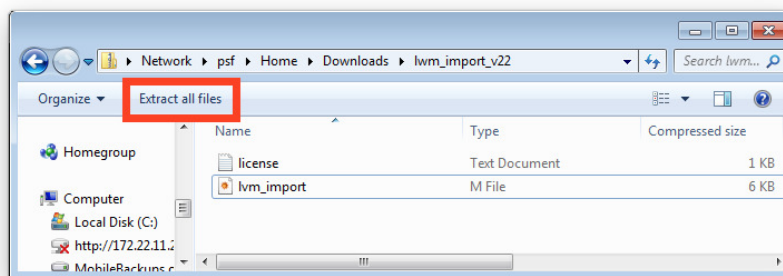 Network Psf Home Downloads lwm_import_v22 Search lwm...
Organize Extract all files
Name Type Compressed size
Homegroup
license Text Document 1 KB
lvm_import M File 6 KB
Computer
Local Disk (C:)
http://172.22.11.2
MobileBackups